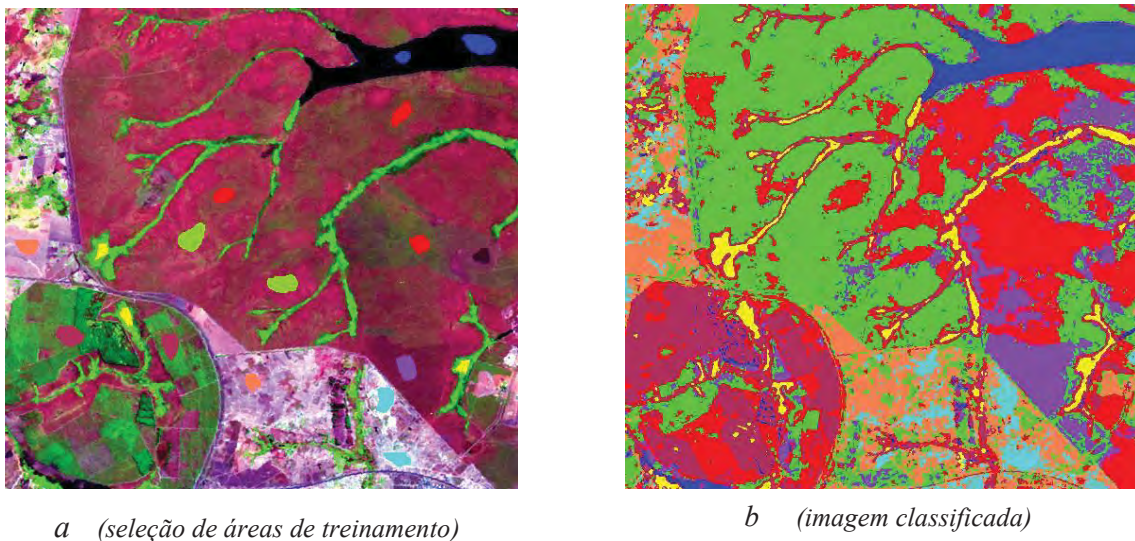 a (seleção de áreas de treinamento)
b (imagem classificada)